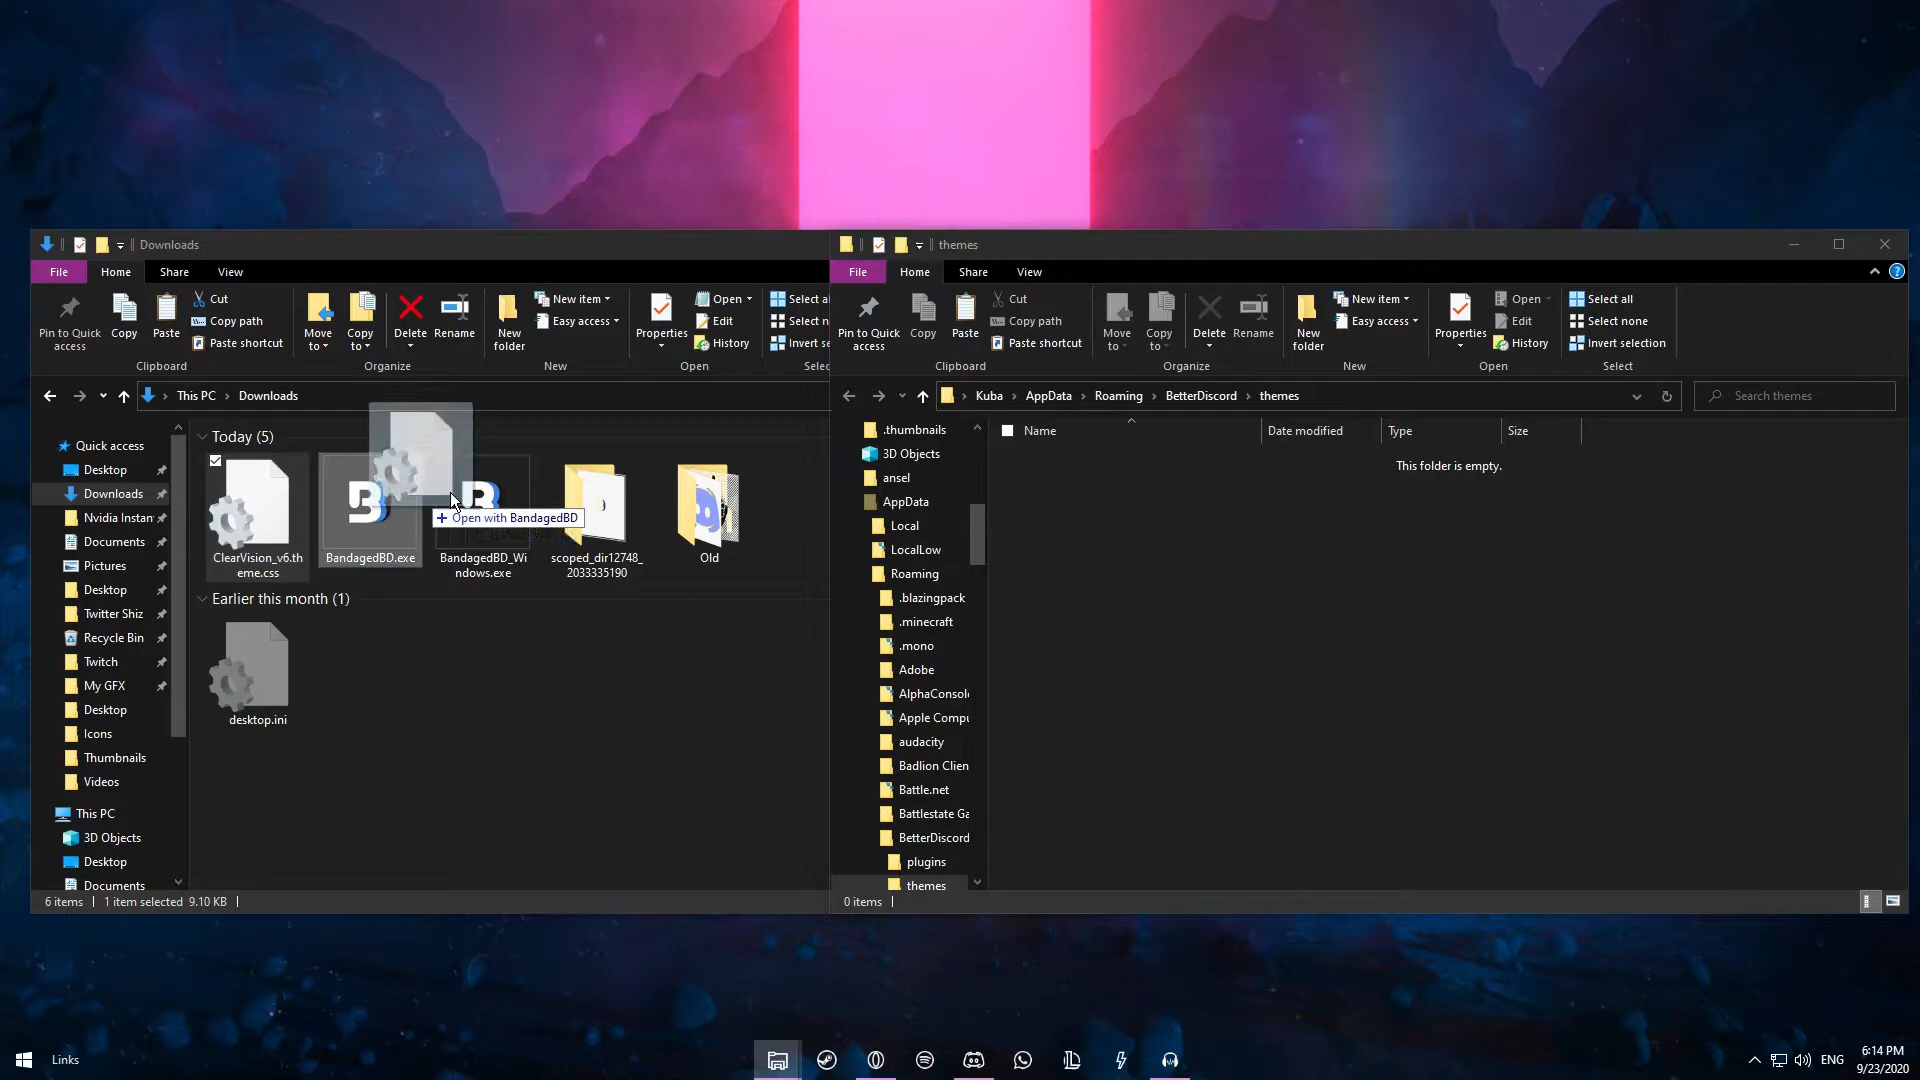 Downloads
File
Home
Share
View
Pin to Quick
access
Copy
Paste
Cut
Copy path
Paste shortcut
Clipboard
Move
to
Copy
to
Delete
Rename
Organize
New
folder
New item
Easy access
New
Properties
Open
Edit
History
Open
Select al
Select n
Invert se
Selec
This PC
Downloads
Quick access
Desktop
Downloads
Nvidia Instan
Documents
Pictures
Desktop
Twitter Shiz
Recycle Bin
Twitch
My GFX
Desktop
Icons
Thumbnails
Videos
This PC
3D Objects
Desktop
Documents
Today (5)
ClearVision_v6.th
eme.css
BandagedBD.exe
BandagedBD_Wi
ndows.exe
scoped_dir12748_
2033335190
Old
+ Open with BandagedBD
Earlier this month (1)
desktop.ini
6 items
1 item selected 9.10 KB
themes
File
Home
Share
View
Pin to Quick
access
Copy
Paste
Cut
Copy path
Paste shortcut
Clipboard
Move
to
Copy
to
Delete
Rename
Organize
New
folder
New item
Easy access
New
Properties
Open
Edit
History
Open
Select all
Select none
Invert selection
Select
Kuba
AppData
Roaming
BetterDiscord
themes
Search themes
.thumbnails
3D Objects
ansel
AppData
Local
LocalLow
Roaming
.blazingpack
.minecraft
.mono
Adobe
AlphaConsole
Apple Compu
audacity
Badlion Clien
Battle.net
Battlestate Ga
BetterDiscord
plugins
themes
Name
Date modified
Type
Size
This folder is empty.
0 items
Links
ENG
6:14 PM
9/23/2020